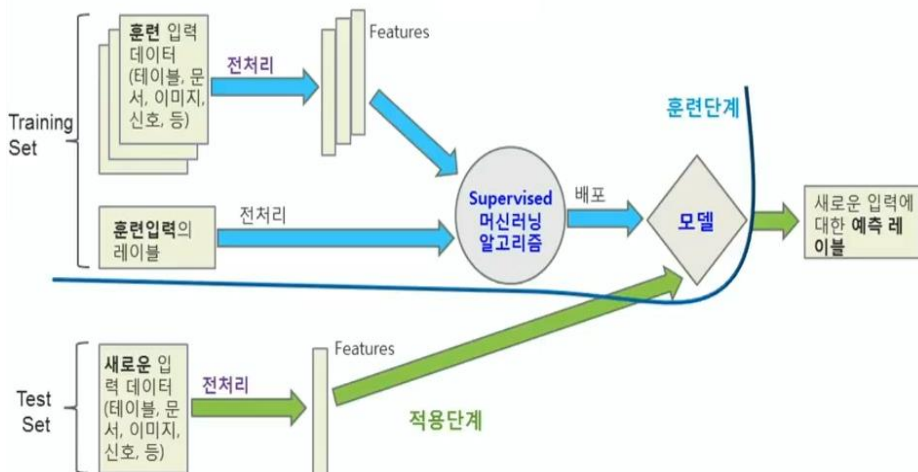 Training
Set
훈련 입력
데이터
(테이블, 문
서, 이미지,
신호, 등)
전처리
Features
훈련단계
훈련입력의
레이블
전처리
Supervised
머신러닝
알고리즘
배포
모델
새로운 입력에
대한 예측 레
이블
Test
Set
새로운 입
력 데이터
(테이블, 문
서, 이미지,
신호, 등)
전처리
Features
적용단계